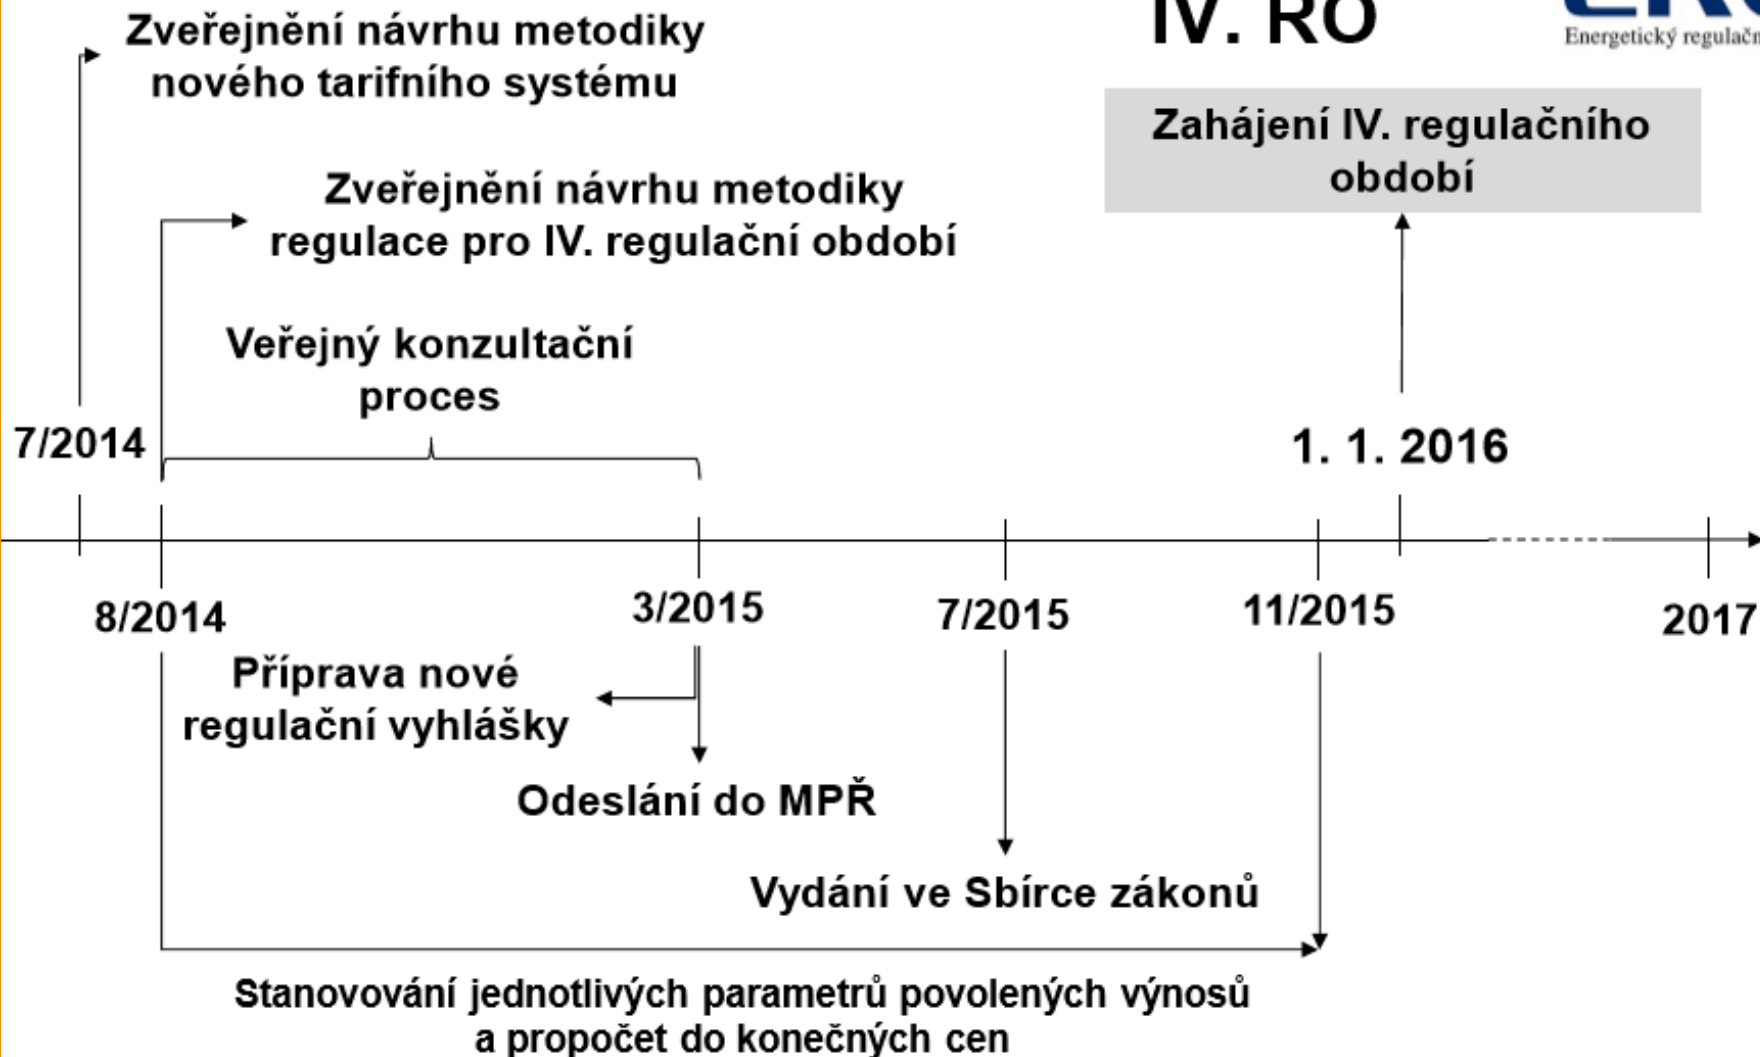 IV. RO
Energetický regulačn
Zveřejnění návrhu metodiky
nového tarifního systému
Zahájení IV. regulačního
období
Zveřejnění návrhu metodiky
regulace pro IV. regulační období
Veřejný konzultační
proces
7/2014
1. 1. 2016
8/2014
3/2015
7/2015
11/2015
2017
Příprava nové
regulační vyhlášky
Odeslání do MPŘ
Vydání ve Sbírce zákonů
Stanovování jednotlivých parametrů povolených výnosů
a propočet do konečných cen